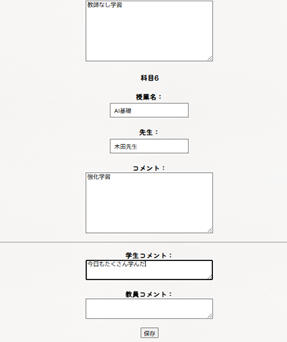 教師なし学習
科目6
授業名：
AI基礎
先生：
木田先生
コメント：
強化学習
学生コメント：
今日もたくさん学んだ
教員コメント：
保存